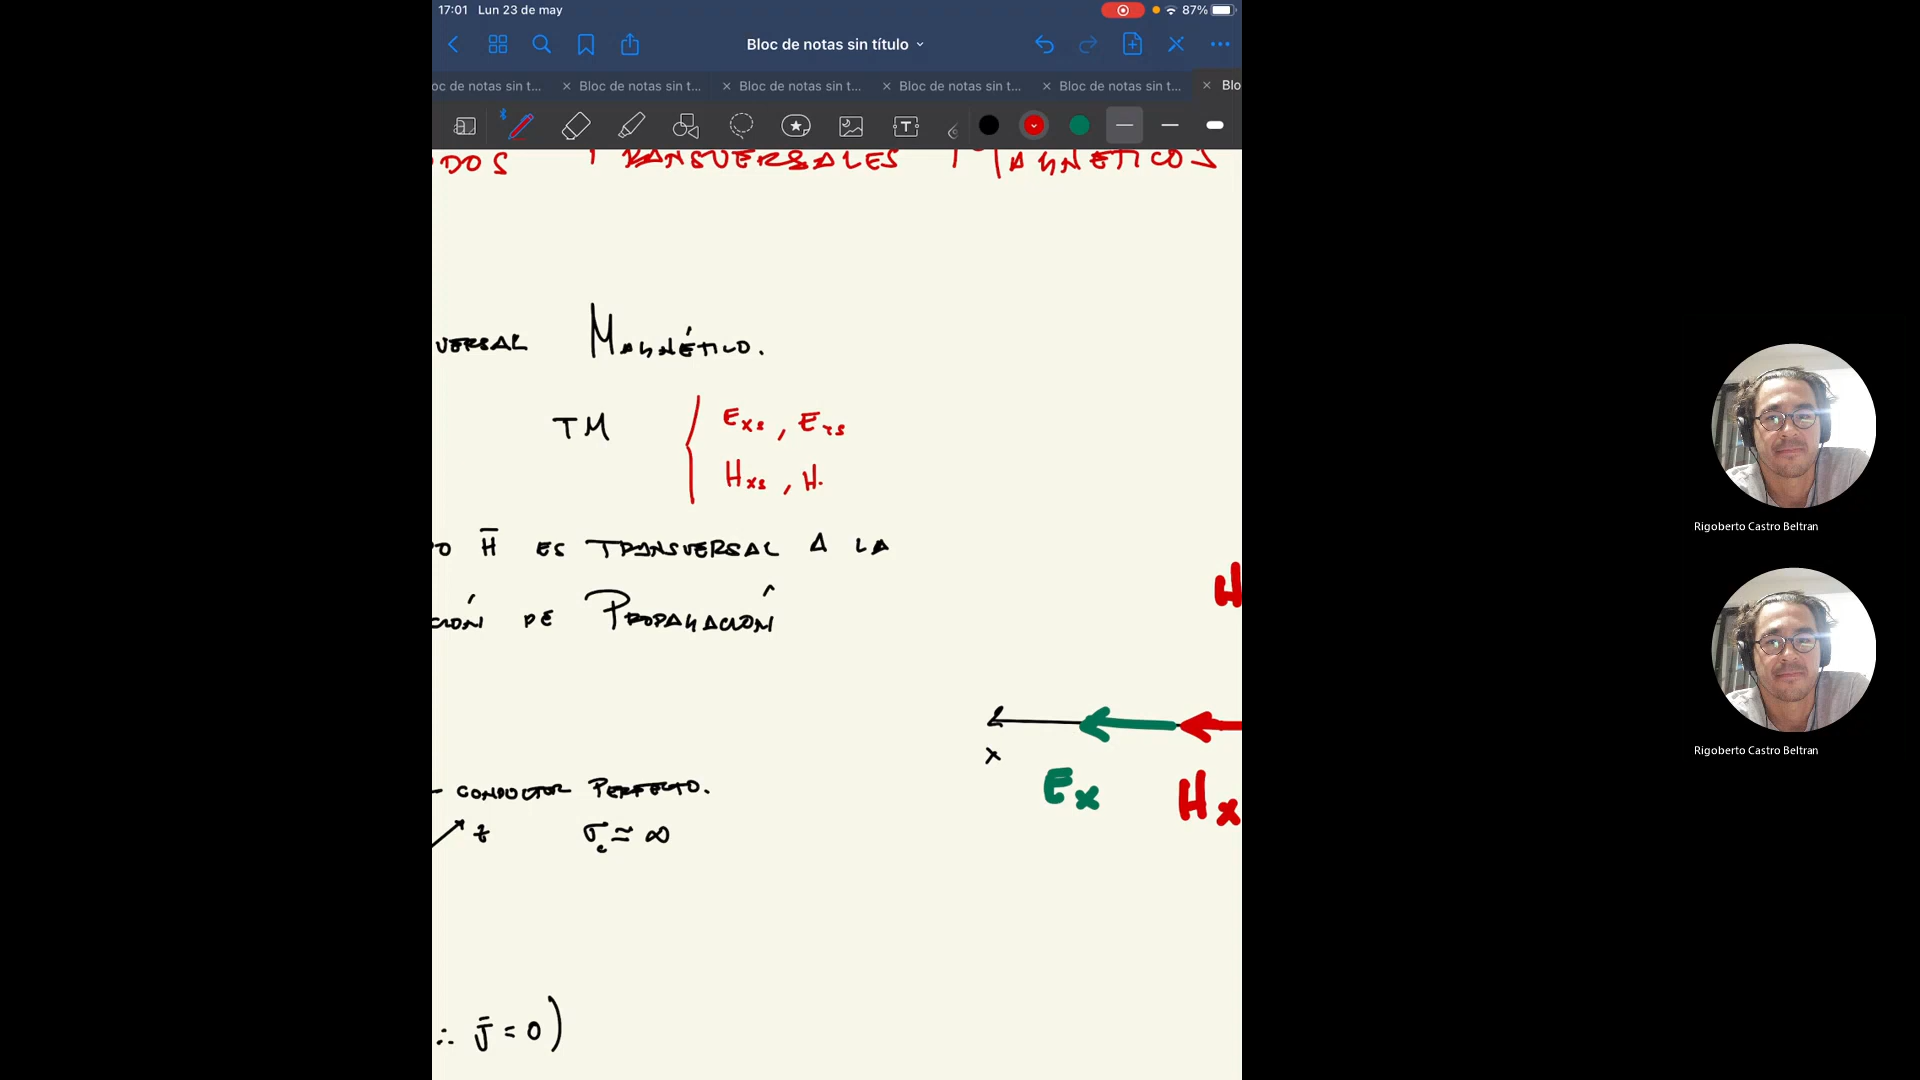 17:01 Lun 23 de may 87%
Bloc de notas sin título
oc de notas sin t... Bloc de notas sin t... Bloc de notas sin t... Bloc de notas sin t... Bloc de notas sin t... Blo
ODOS TRANSVERSALES MAGNÉTICOS
VERSAL MAGNÉTICO.
TM { Exs, Eys
Hxs, H
DO H̄ ES TRANSVERSAL A LA
CIÓN DE PROPAGACIÓN
H
x
Ex Hx
CONDUCTOR PERFECTO.
z σc ≈ ∞
∴ J̄ = 0)
Rigoberto Castro Beltran
Rigoberto Castro Beltran